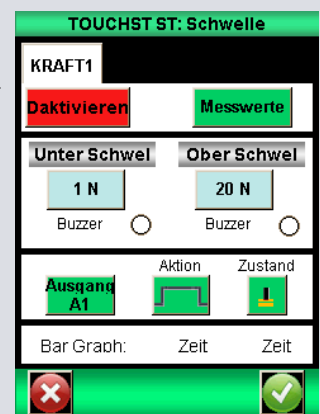 TOUCHST ST: Schwelle
KRAFT1
Daktivieren
Messwerte
Unter Schwel
Ober Schwel
1 N
20 N
Buzzer
Buzzer
Aktion
Zustand
Ausgang
A1
Bar Graph:
Zeit
Zeit